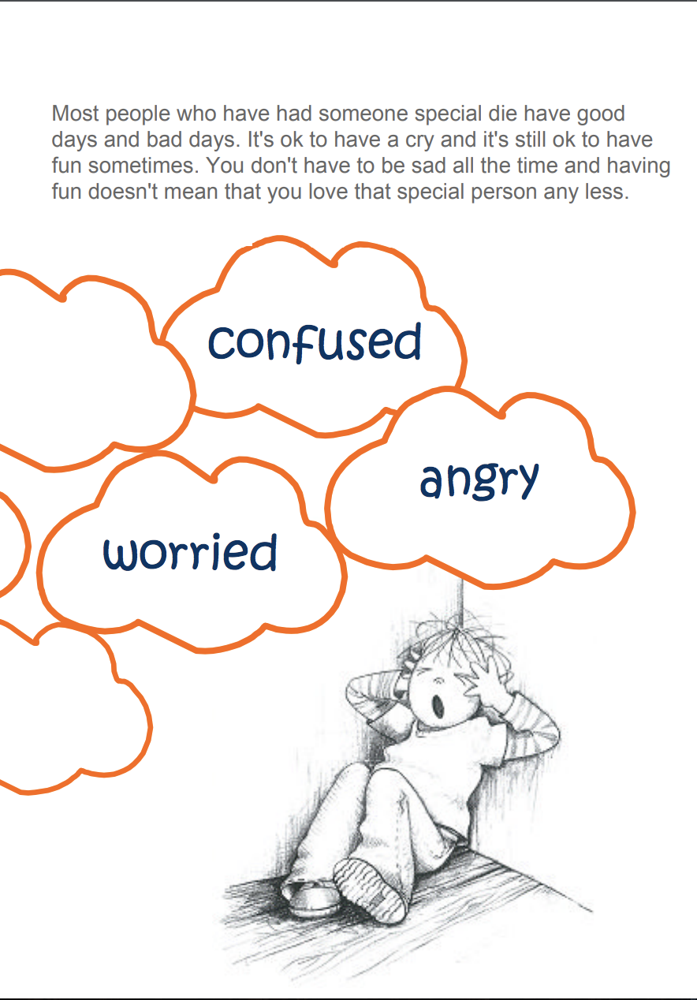 Most people who have had someone special die have good
days and bad days. It's ok to have a cry and it's still ok to have
fun sometimes. You don't have to be sad all the time and having
fun doesn't mean that you love that special person any less.
confused
angry
worried